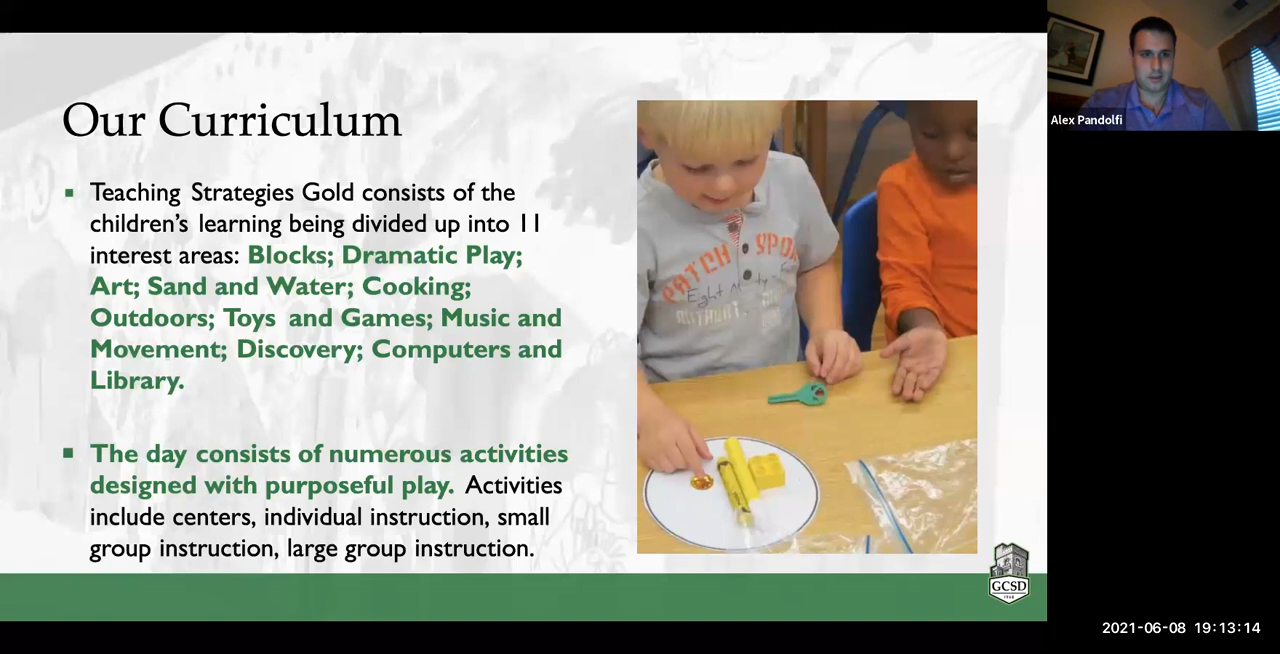 Our Curriculum
Teaching Strategies Gold consists of the
children's learning being divided up into 11
interest areas: Blocks; Dramatic Play;
Art; Sand and Water; Cooking;
Outdoors; Toys and Games; Music and
Movement; Discovery; Computers and
Library.
The day consists of numerous activities
designed with purposeful play. Activities
include centers, individual instruction, small
group instruction, large group instruction.
PATCH
Eight
GCSD
Alex Pandolfi
2021-06-08 19:13:14